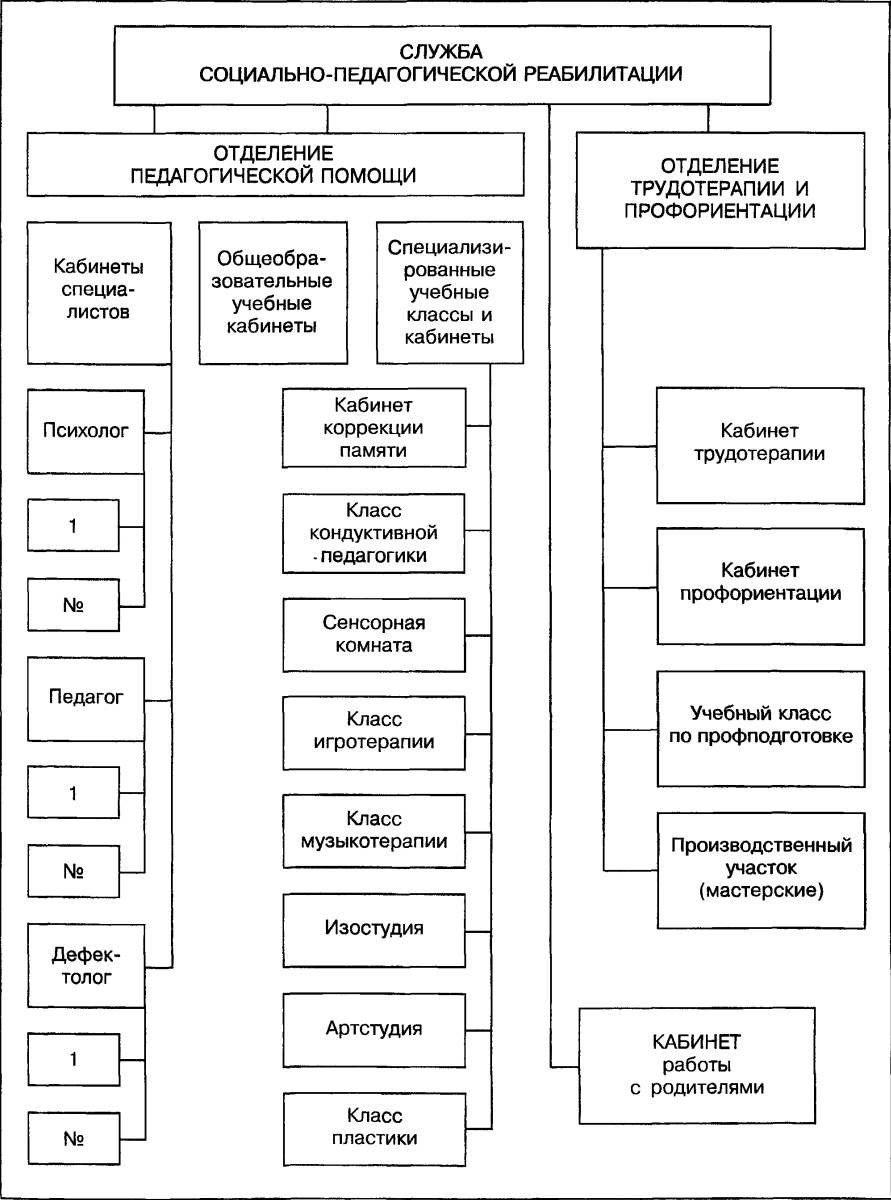 СЛУЖБА
СОЦИАЛЬНО-ПЕДАГОГИЧЕСКОЙ РЕАБИЛИТАЦИИ
ОТДЕЛЕНИЕ
ПЕДАГОГИЧЕСКОЙ ПОМОЩИ
Кабинеты
специа-
листов
Психолог
1
№
Педагог
1
№
Дефек-
толог
1
№
Общеобра-
зовательные
учебные
кабинеты
Специализи-
рованные
учебные
классы и
кабинеты
Кабинет
коррекции
памяти
Класс
кондуктивной
педагогики
Сенсорная
комната
Класс
игротерапии
Класс
музыкотерапии
Изостудия
Артстудия
Класс
пластики
ОТДЕЛЕНИЕ
ТРУДОТЕРАПИИ И
ПРОФОРИЕНТАЦИИ
Кабинет
трудотерапии
Кабинет
профориентации
Учебный класс
по профподготовке
Производственный
участок
(мастерские)
КАБИНЕТ
работы
с родителями